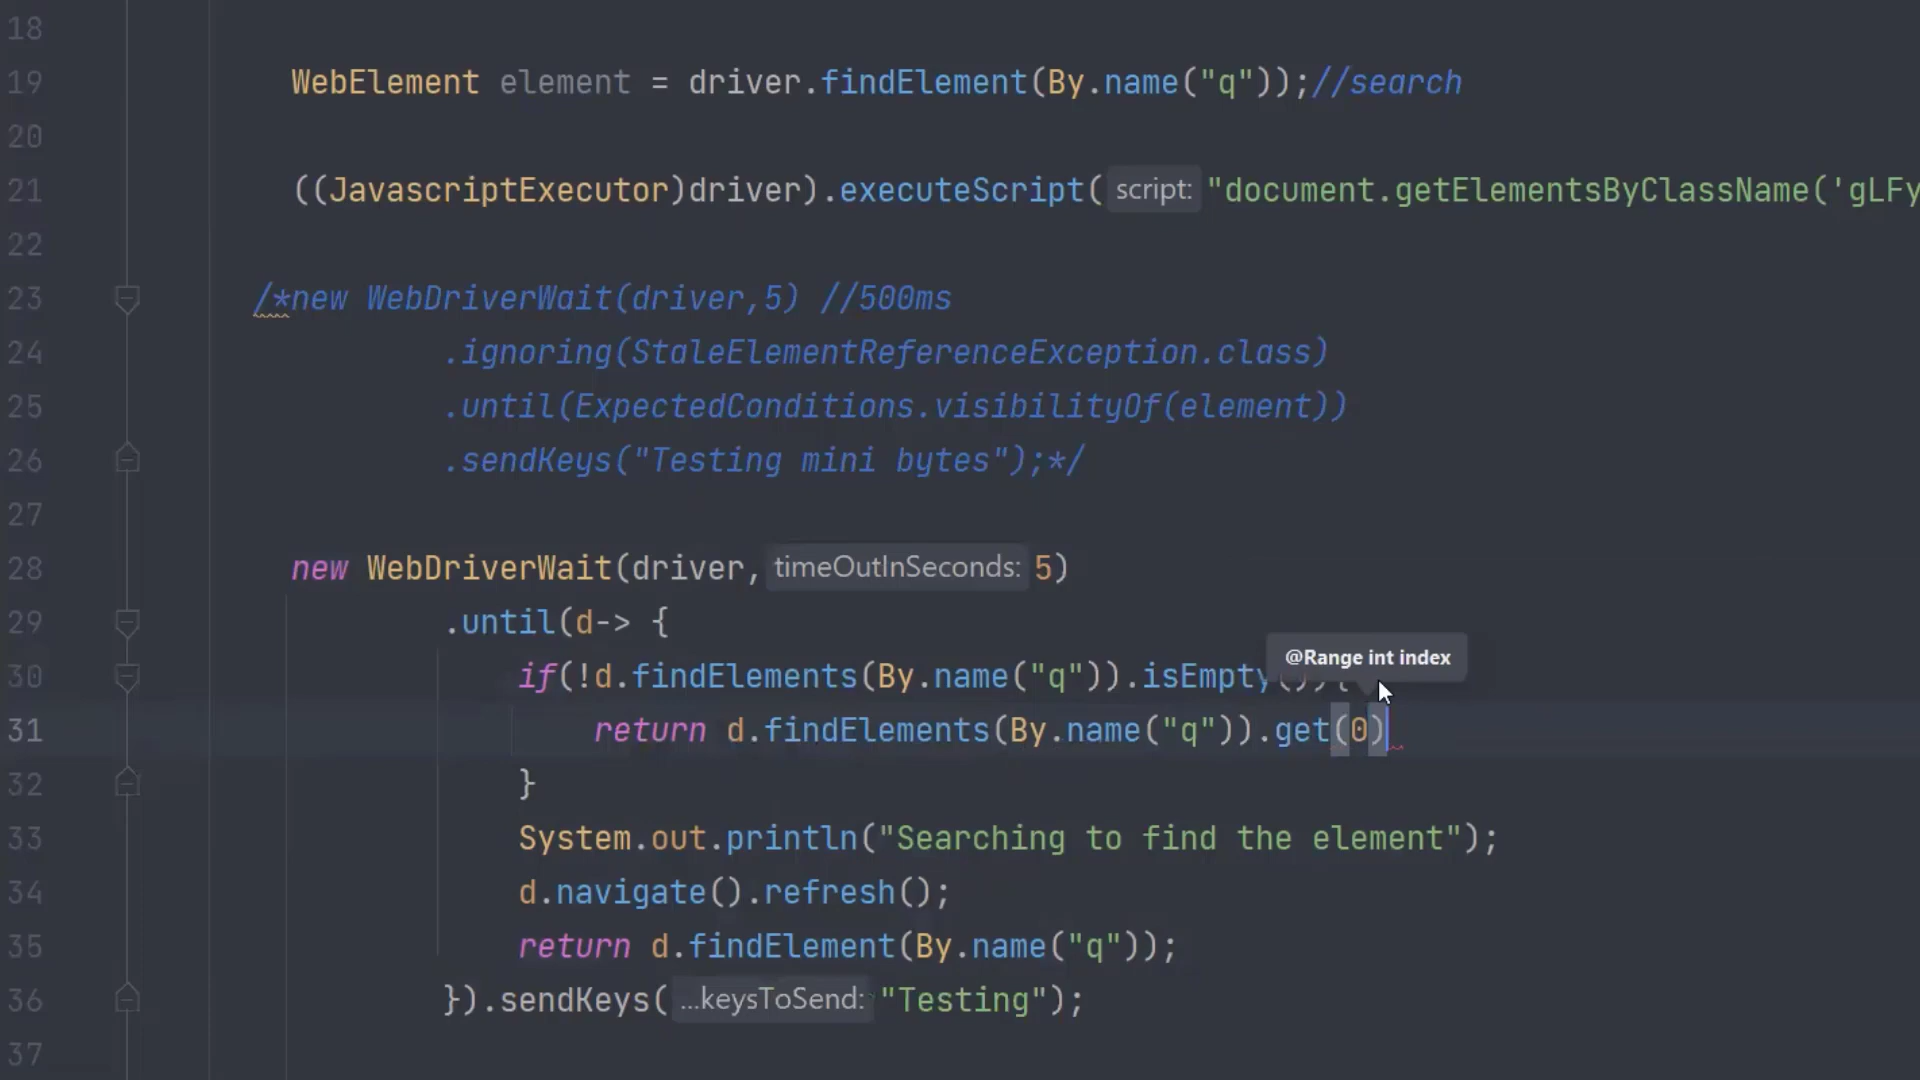 18
19 WebElement element = driver.findElement(By.name("q"));//search
20
21 ((JavascriptExecutor)driver).executeScript( script: "document.getElementsByClassName('gLFy
22
23 /*new WebDriverWait(driver,5) //500ms
24 .ignoring(StaleElementReferenceException.class)
25 .until(ExpectedConditions.visibilityOf(element))
26 .sendKeys("Testing mini bytes");*/
27
28 new WebDriverWait(driver, timeOutInSeconds: 5)
29 .until(d-> {
@Range int index
30 if(!d.findElements(By.name("q")).isEmpty()){
31 return d.findElements(By.name("q")).get(0)
32 }
33 System.out.println("Searching to find the element");
34 d.navigate().refresh();
35 return d.findElement(By.name("q"));
36 }).sendKeys( ...keysToSend: "Testing");
37